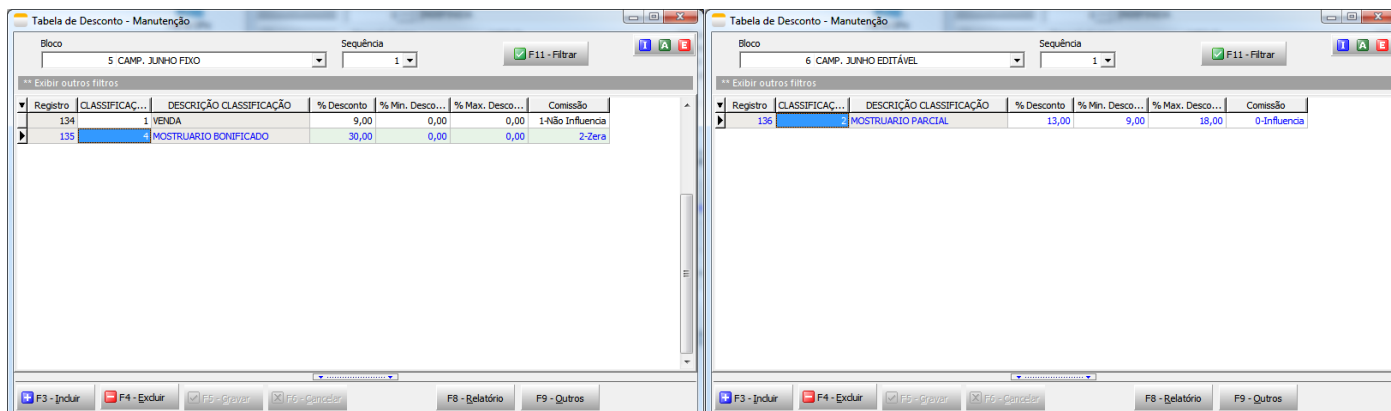 Tabela de Desconto - Manutenção
Bloco Sequência
5 CAMP. JUNHO FIXO 1 F11 - Filtrar I A E
** Exibir outros filtros
Registro CLASSIFICAÇ... DESCRIÇÃO CLASSIFICAÇÃO % Desconto % Min. Desco... % Max. Desco... Comissão
134 1 VENDA 9,00 0,00 0,00 1-Não Influencia
135 4 MOSTRUARIO BONIFICADO 30,00 0,00 0,00 2-Zera
F3 - Incluir F4 - Excluir F5 - Gravar F6 - Cancelar F8 - Relatório F9 - Outros
Tabela de Desconto - Manutenção
Bloco Sequência
6 CAMP. JUNHO EDITÁVEL 1 F11 - Filtrar I A E
** Exibir outros filtros
Registro CLASSIFICAÇ... DESCRIÇÃO CLASSIFICAÇÃO % Desconto % Min. Desco... % Max. Desco... Comissão
136 2 MOSTRUARIO PARCIAL 13,00 9,00 18,00 0-Influencia
F3 - Incluir F4 - Excluir F5 - Gravar F6 - Cancelar F8 - Relatório F9 - Outros